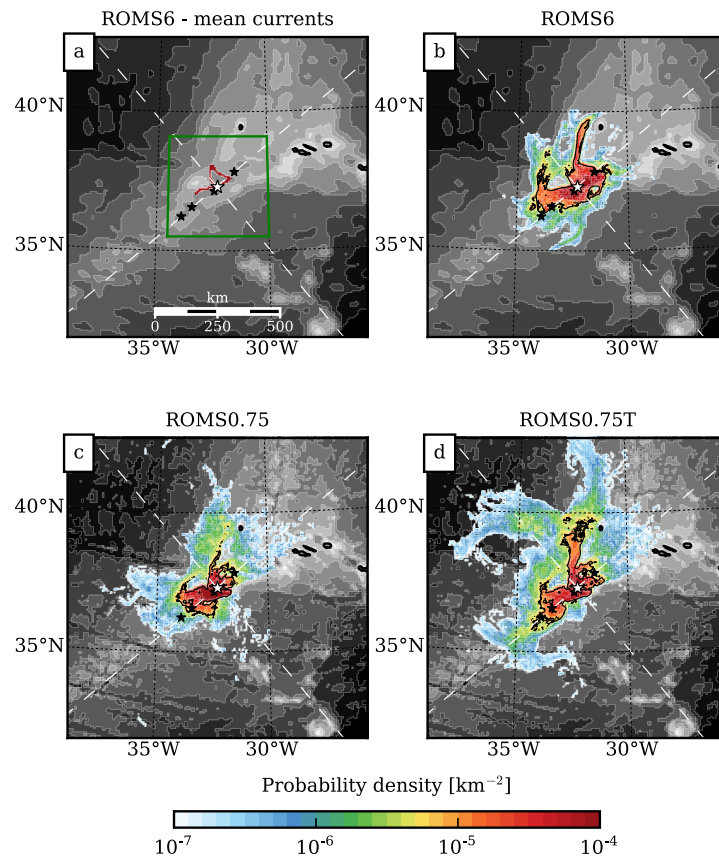 ROMS6 - mean currents
ROMS6
a
b
40°N
40°N
35°N
35°N
km
0
250
500
35°W
30°W
35°W
30°W
ROMS0.75
ROMS0.75T
c
d
40°N
40°N
35°N
35°N
35°W
30°W
35°W
30°W
Probability density [km⁻²]
10⁻⁷
10⁻⁶
10⁻⁵
10⁻⁴